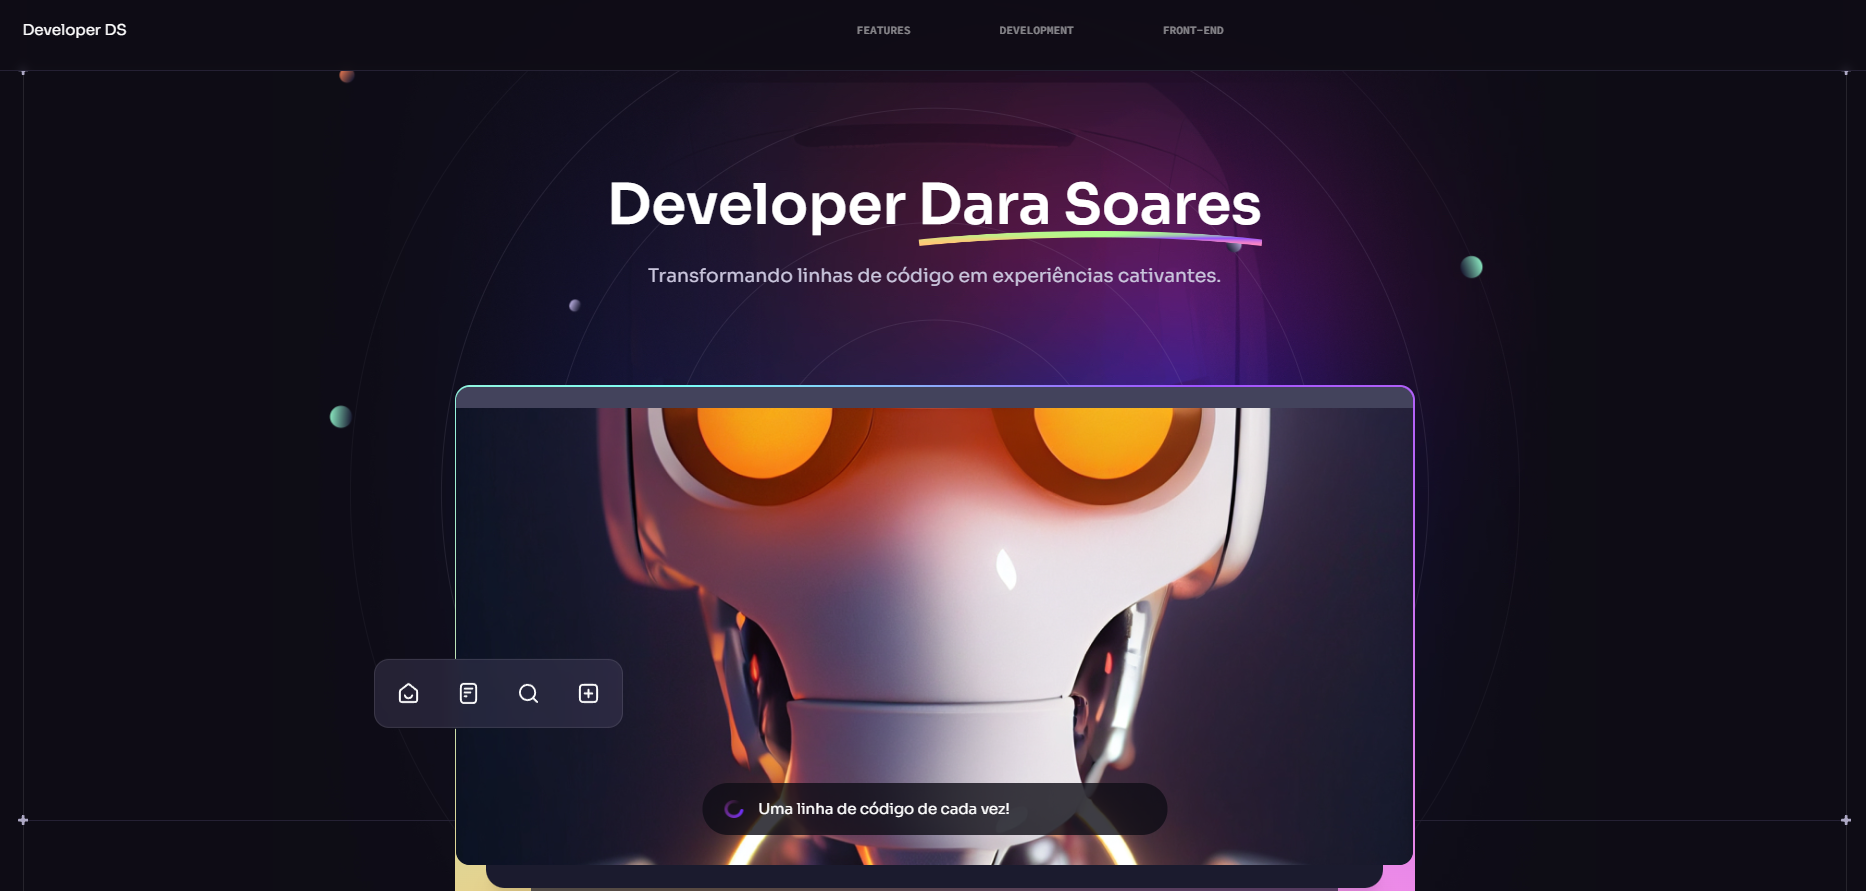 Developer DS
FEATURES
DEVELOPMENT
FRONT-END
Developer Dara Soares
Transformando linhas de código em experiências cativantes.
Uma linha de código de cada vez!